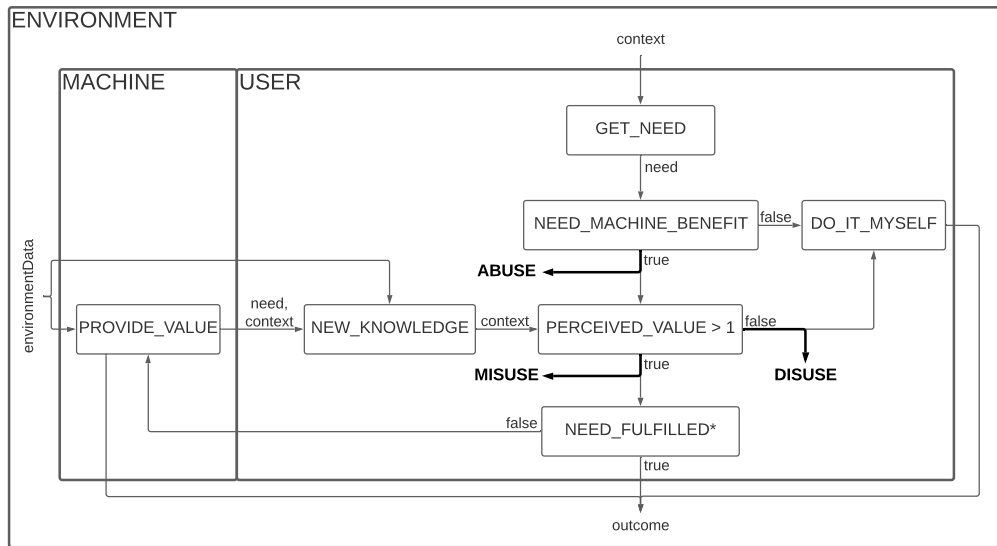 ENVIRONMENT
context
MACHINE
USER
GET_NEED
need
NEED_MACHINE_BENEFIT
false
DO_IT_MYSELF
true
ABUSE
environmentData
PROVIDE_VALUE
need,
context
NEW_KNOWLEDGE
context
PERCEIVED_VALUE > 1
false
true
MISUSE
DISUSE
false
NEED_FULFILLED*
true
outcome